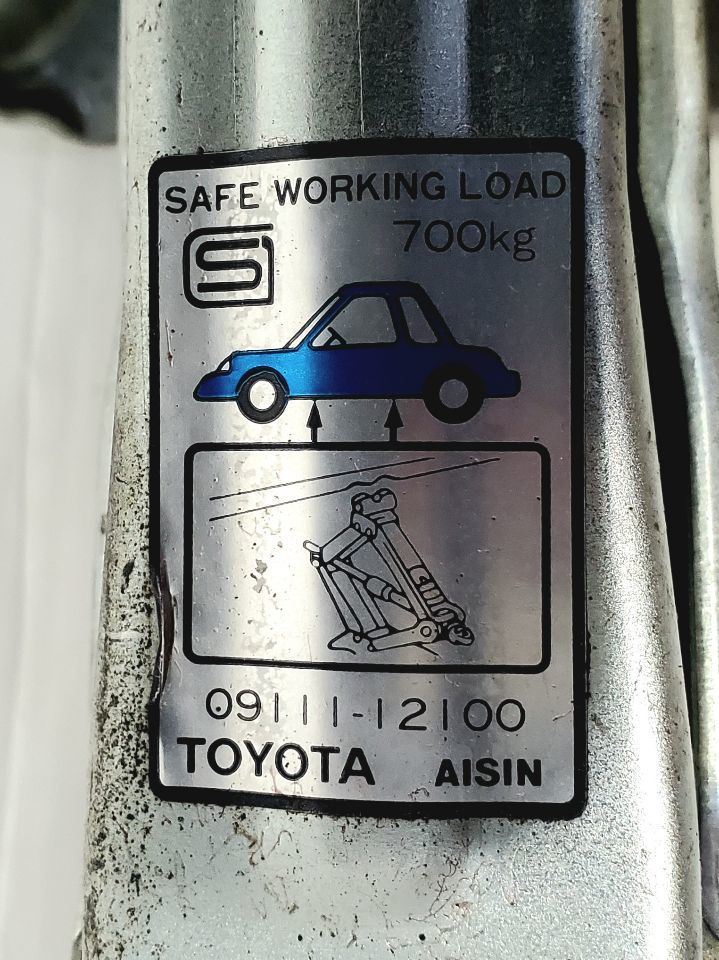 SAFE WORKING LOAD
700kg
S
09111-12100
TOYOTA AISIN